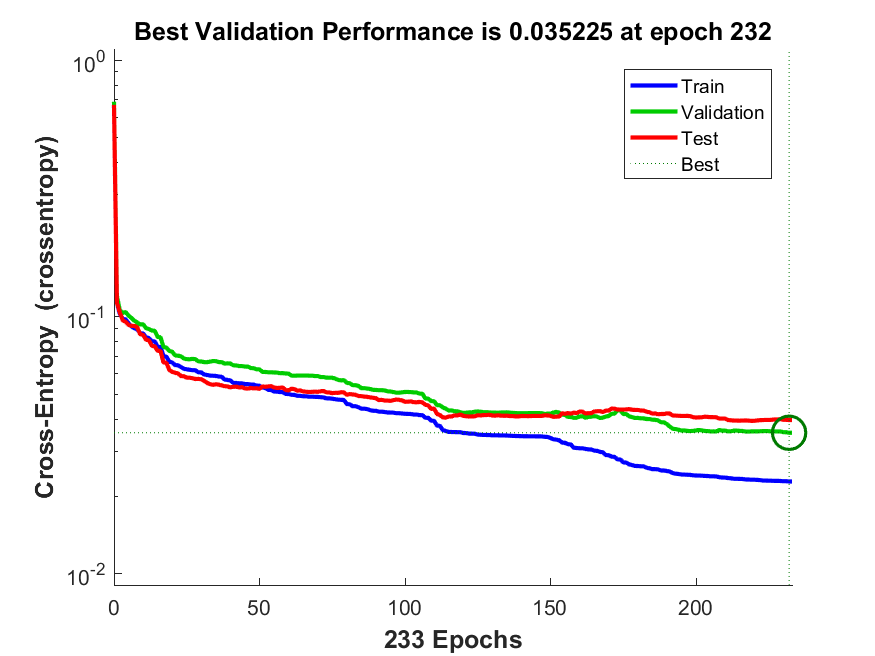 Best Validation Performance is 0.035225 at epoch 232
10^0
10^-1
10^-2
Cross-Entropy (crossentropy)
Train
Validation
Test
Best
0 50 100 150 200
233 Epochs